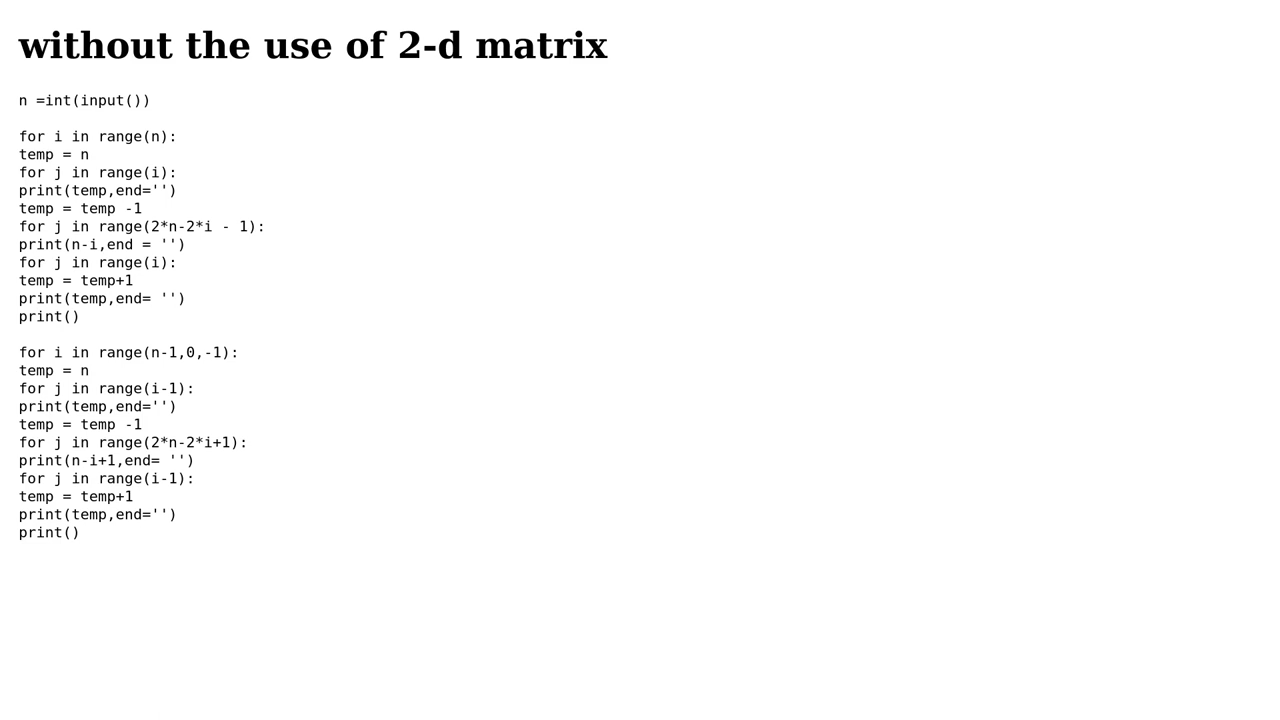 without the use of 2-d matrix
n =int(input())
for i in range(n):
temp = n
for j in range(i):
print(temp,end='')
temp = temp -1
for j in range(2*n-2*i - 1):
print(n-i,end = '')
for j in range(i):
temp = temp+1
print(temp,end= '')
print()
for i in range(n-1,0,-1):
temp = n
for j in range(i-1):
print(temp,end='')
temp = temp -1
for j in range(2*n-2*i+1):
print(n-i+1,end= '')
for j in range(i-1):
temp = temp+1
print(temp,end='')
print()